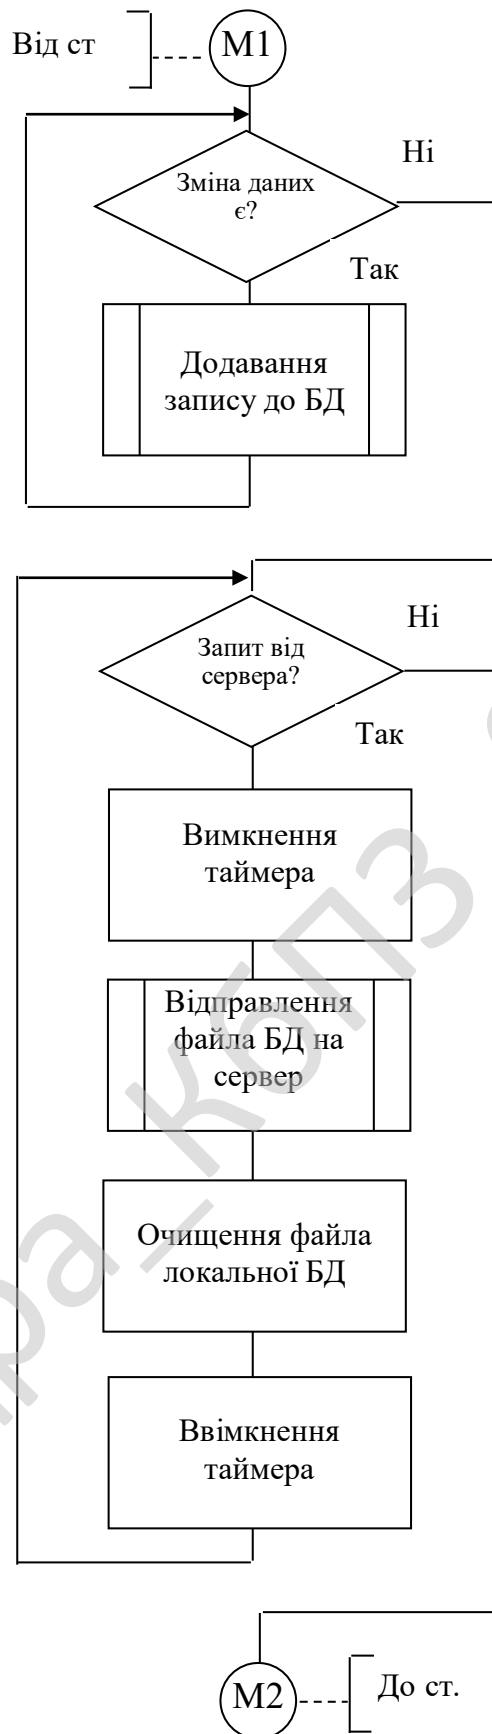 Від ст
М1
Ні
Зміна даних
є?
Так
Додавання
запису до БД
Ні
Запит від
сервера?
Так
Вимкнення
таймера
Відправлення
файла БД на
сервер
Очищення файла
локальної БД
Ввімкнення
таймера
М2
До ст.
ра_КбПЗ